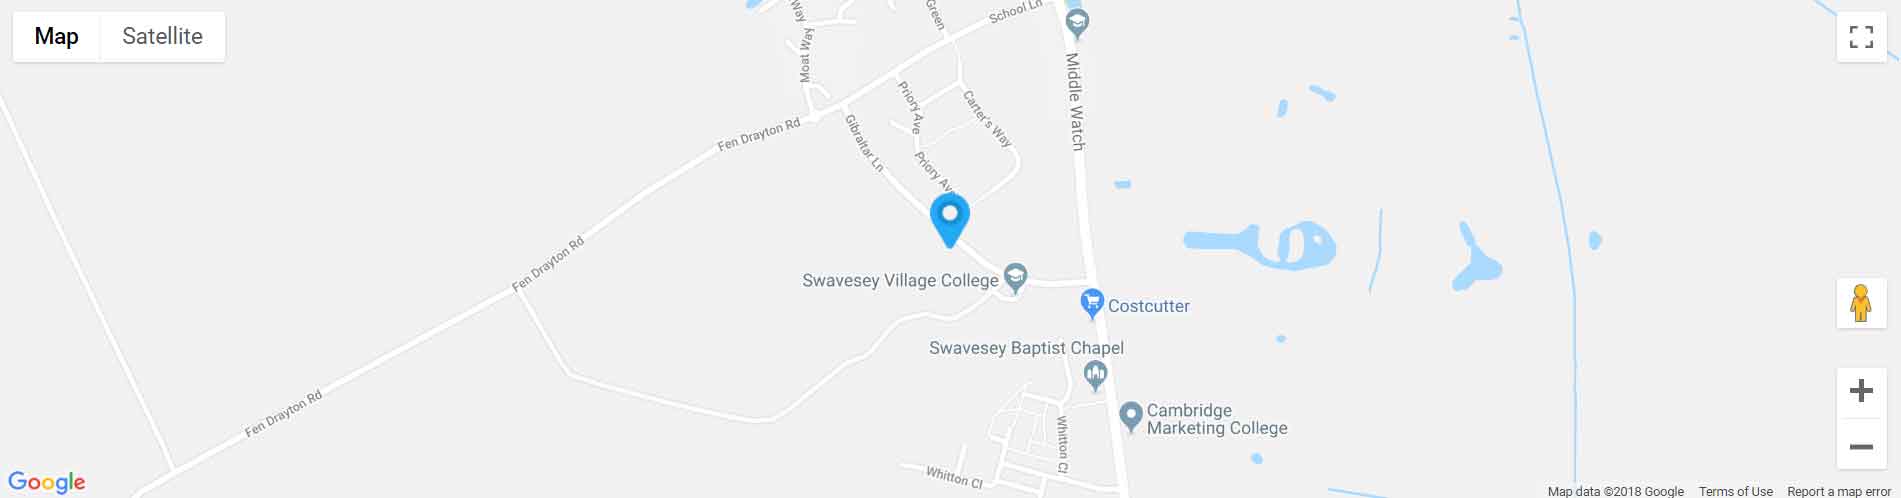 Map
Satellite
Way
Moat Way
Green
School Ln
Middle Watch
Priory Ave
Carter's Way
Fen Drayton Rd
Gibraltar Ln
Priory Ave
Fen Drayton Rd
Swavesey Village College
Costcutter
Swavesey Baptist Chapel
Fen Drayton Rd
Cambridge
Marketing College
Whitton Cl
Whitton Cl
Google
Map data ©2018 Google
Terms of Use
Report a map error